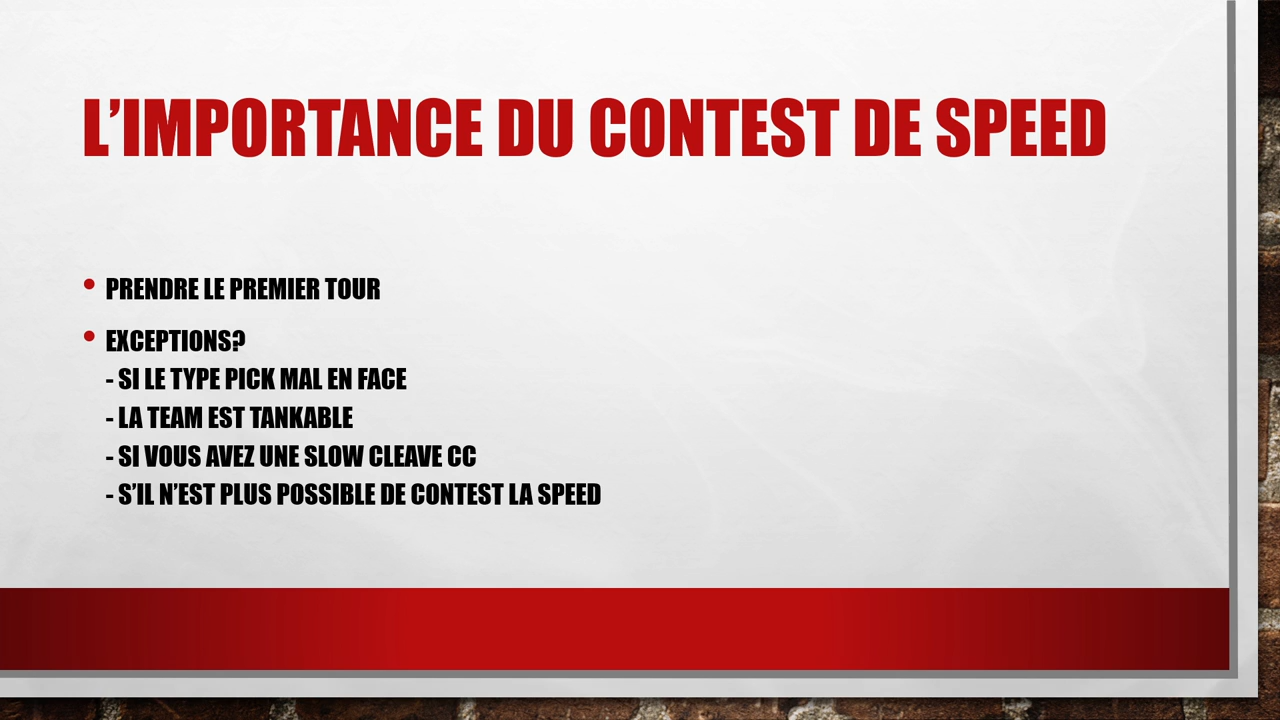 L’IMPORTANCE DU CONTEST DE SPEED
• PRENDRE LE PREMIER TOUR
• EXCEPTIONS?
- SI LE TYPE PICK MAL EN FACE
- LA TEAM EST TANKABLE
- SI VOUS AVEZ UNE SLOW CLEAVE CC
- S’IL N’EST PLUS POSSIBLE DE CONTEST LA SPEED